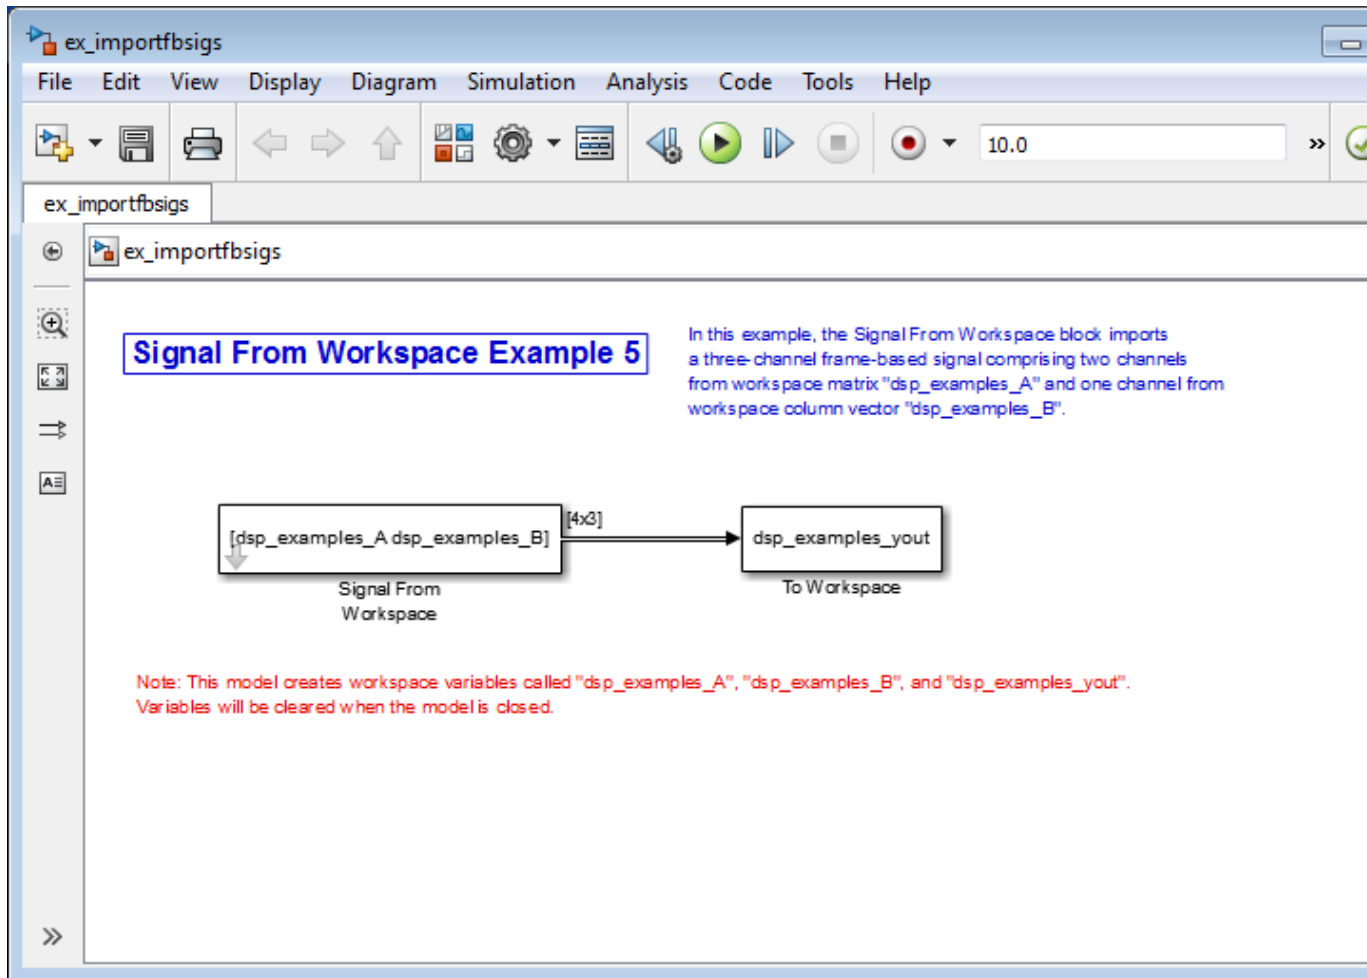 ex_importfbsigs
File Edit View Display Diagram Simulation Analysis Code Tools Help
10.0
ex_importfbsigs
ex_importfbsigs
Signal From Workspace Example 5
In this example, the Signal From Workspace block imports
a three-channel frame-based signal comprising two channels
from workspace matrix "dsp_examples_A" and one channel from
workspace column vector "dsp_examples_B".
[dsp_examples_A dsp_examples_B]
[4x3]
dsp_examples_yout
Signal From
Workspace
To Workspace
Note: This model creates workspace variables called "dsp_examples_A", "dsp_examples_B", and "dsp_examples_yout".
Variables will be cleared when the model is closed.